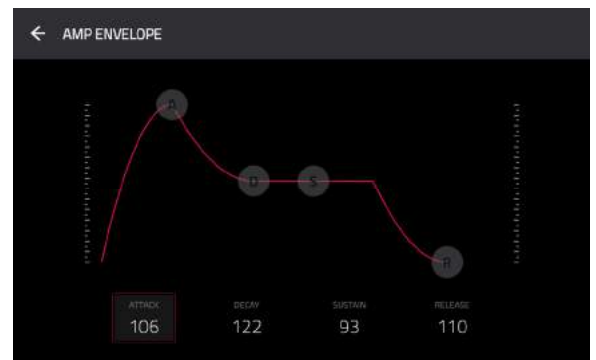 ← AMP ENVELOPE
A
D
S
R
ATTACK DECAY SUSTAIN RELEASE
106 122 93 110